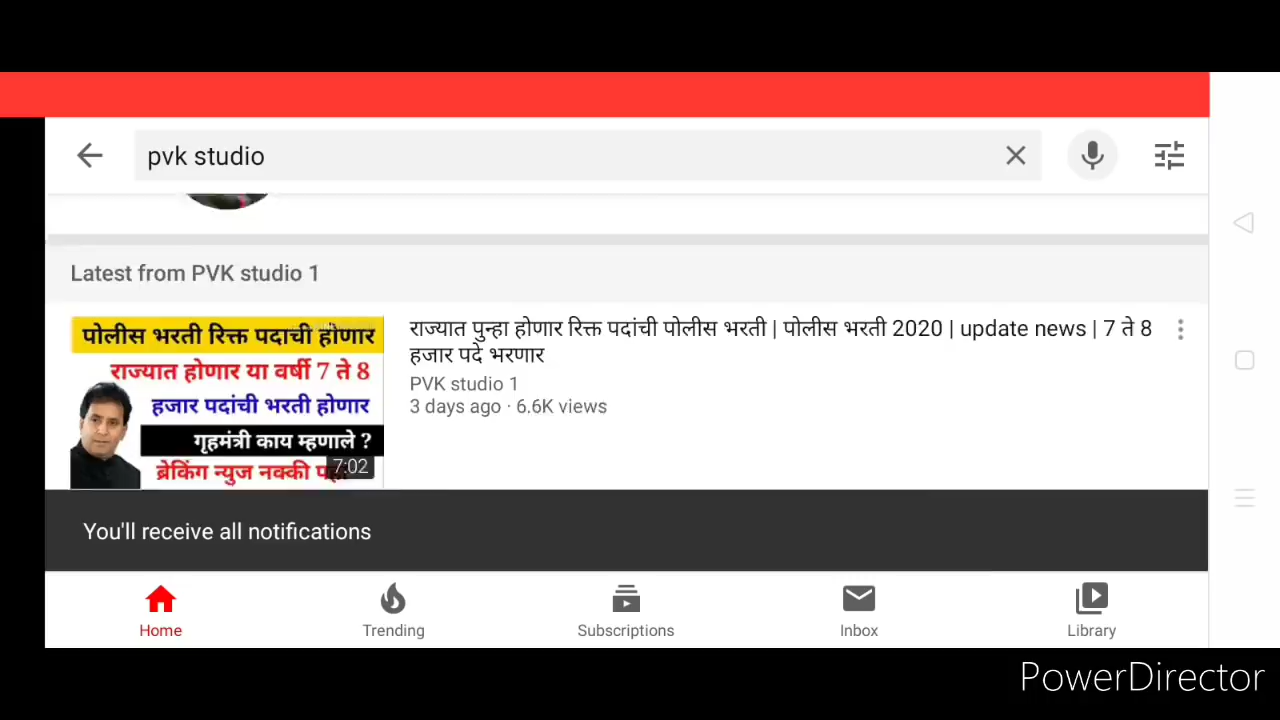 pvk studio
Latest from PVK studio 1
पोलीस भरती रिक्त पदाची होणार
राज्यात होणार या वर्षी 7 ते 8
हजार पदांची भरती होणार
गृहमंत्री काय म्हणाले ?
ब्रेकिंग न्युज नक्की
7:02
राज्यात पुन्हा होणार रिक्त पदांची पोलीस भरती | पोलीस भरती 2020 | update news | 7 ते 8
हजार पदे भरणार
PVK studio 1
3 days ago · 6.6K views
You'll receive all notifications
Home
Trending
Subscriptions
Inbox
Library
PowerDirector